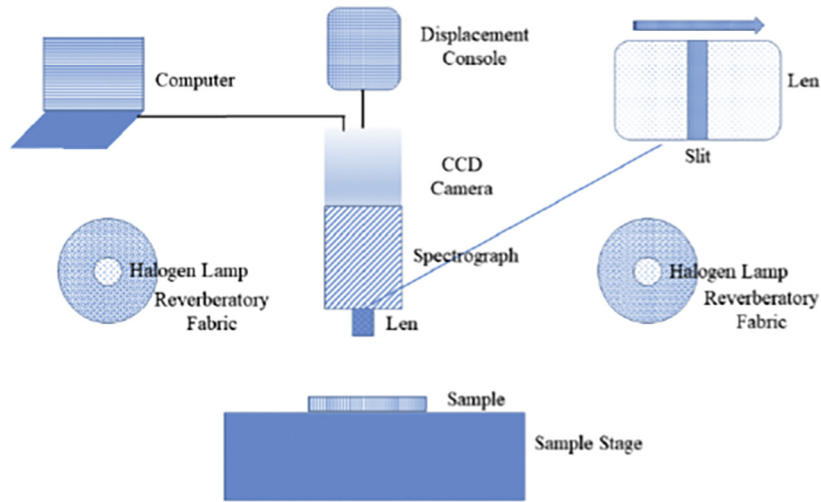 Displacement
Console
Computer
Len
Slit
CCD
Camera
Spectrograph
Halogen Lamp
Reverberatory
Fabric
Halogen Lamp
Reverberatory
Fabric
Len
Sample
Sample Stage